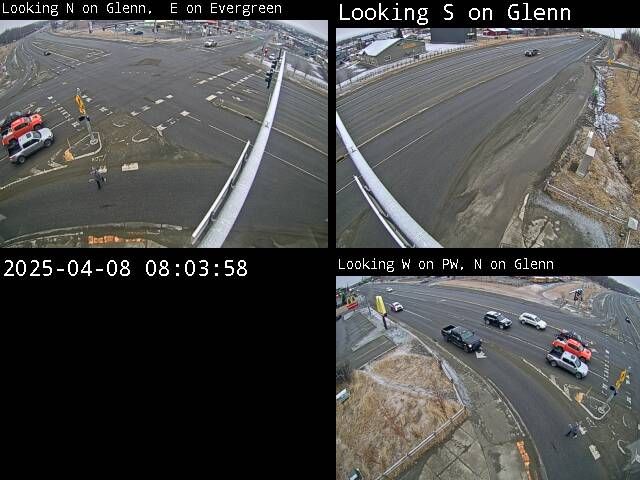 Looking N on Glenn,  E on Evergreen
Looking S on Glenn
2025-04-08 08:03:58
Looking W on PW, N on Glenn